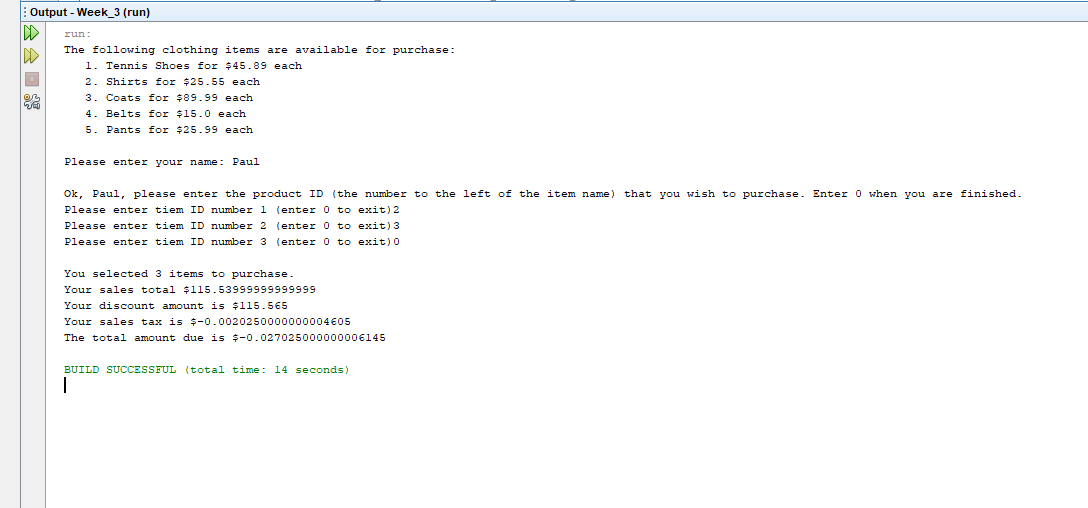 Output - Week_3 (run)
run:
The following clothing items are available for purchase:
1. Tennis Shoes for $45.89 each
2. Shirts for $25.55 each
3. Coats for $89.99 each
4. Belts for $15.0 each
5. Pants for $25.99 each
Please enter your name: Paul
Ok, Paul, please enter the product ID (the number to the left of the item name) that you wish to purchase. Enter 0 when you are finished.
Please enter tiem ID number 1 (enter 0 to exit)2
Please enter tiem ID number 2 (enter 0 to exit)3
Please enter tiem ID number 3 (enter 0 to exit)0
You selected 3 items to purchase.
Your sales total $115.53999999999999
Your discount amount is $115.565
Your sales tax is $-0.0020250000000004605
The total amount due is $-0.027025000000006145
BUILD SUCCESSFUL (total time: 14 seconds)